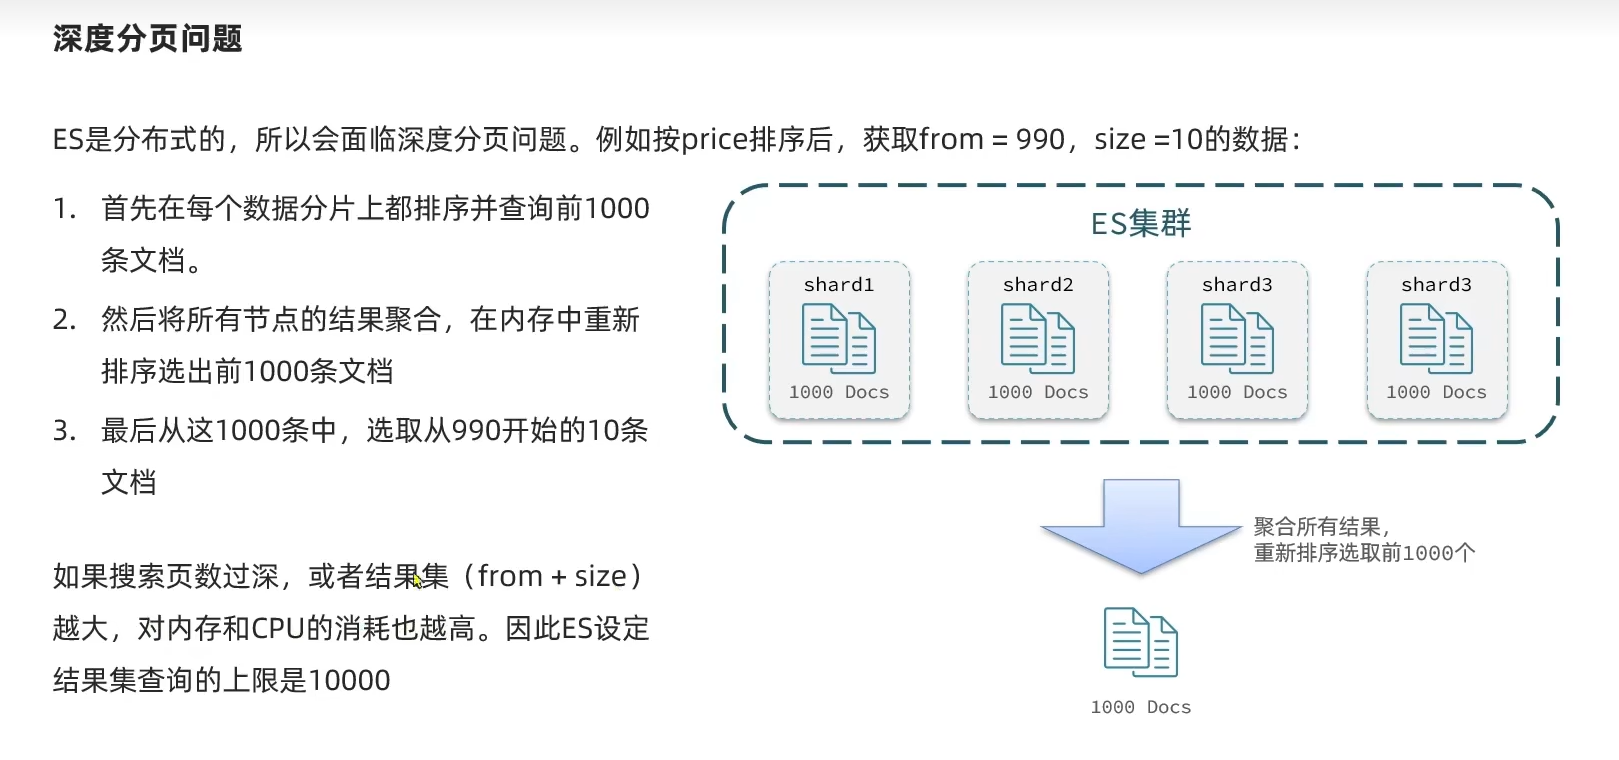 深度分页问题
ES是分布式的，所以会面临深度分页问题。例如按price排序后，获取from = 990，size =10的数据：
1. 首先在每个数据分片上都排序并查询前1000
条文档。
2. 然后将所有节点的结果聚合，在内存中重新
排序选出前1000条文档
3. 最后从这1000条中，选取从990开始的10条
文档
如果搜索页数过深，或者结果集（from + size）
越大，对内存和CPU的消耗也越高。因此ES设定
结果集查询的上限是10000
ES集群
shard1
1000 Docs
shard2
1000 Docs
shard3
1000 Docs
shard3
1000 Docs
聚合所有结果，
重新排序选取前1000个
1000 Docs